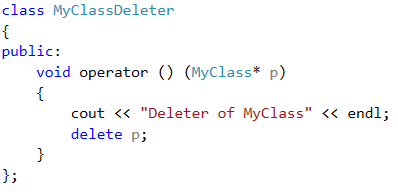 class MyClassDeleter
{
public:
    void operator () (MyClass* p)
    {
        cout << "Deleter of MyClass" << endl;
        delete p;
    }
};